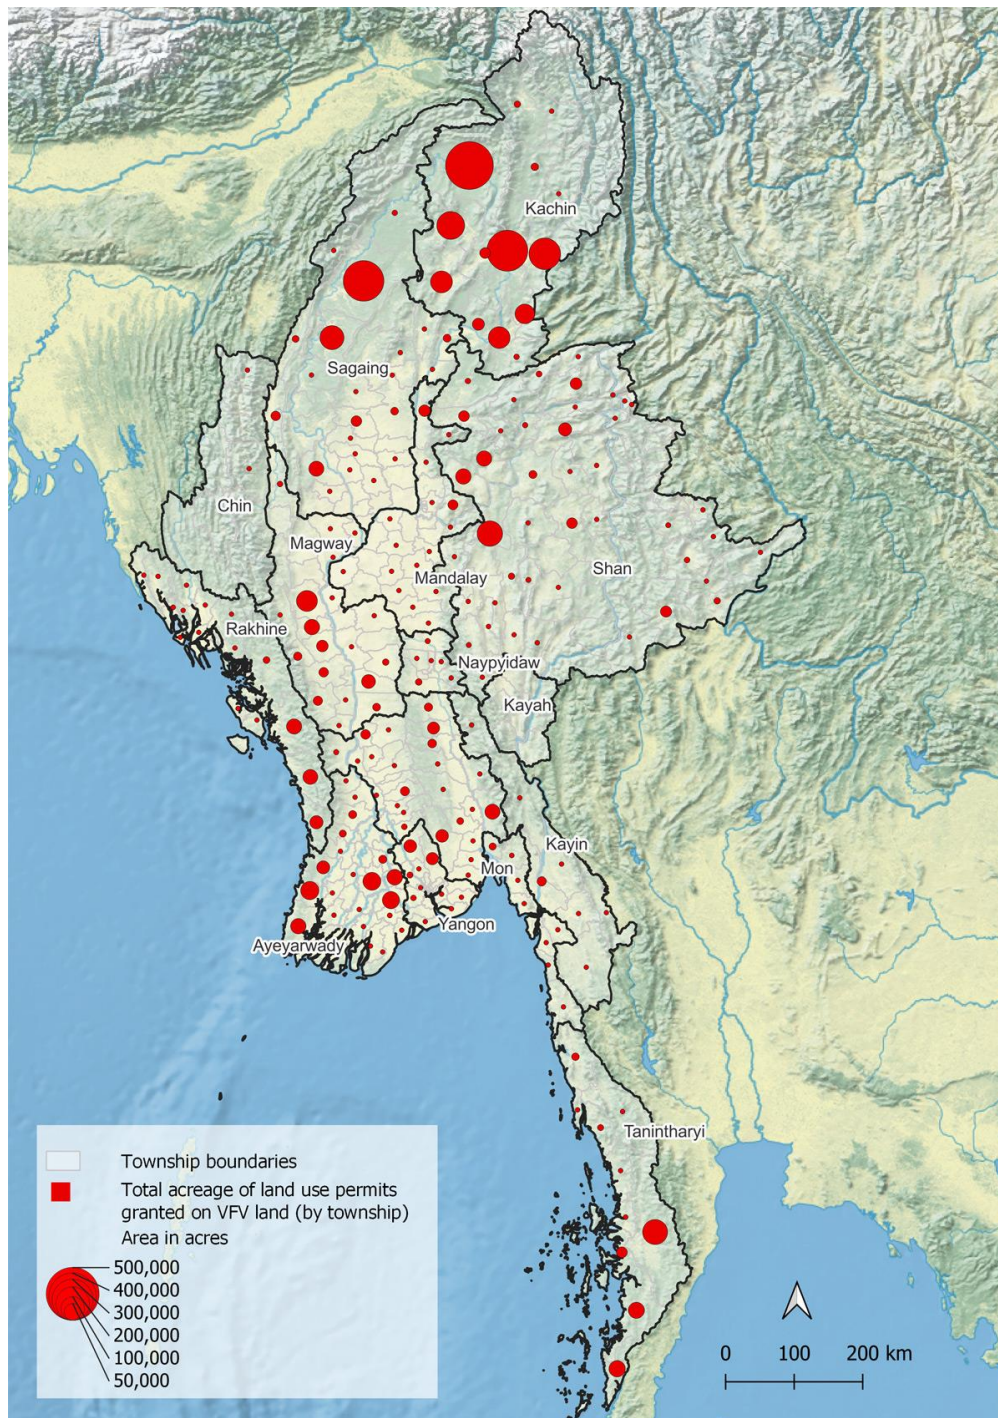 Kachin
Sagaing
Chin
Magway
Mandalay
Shan
Rakhine
Naypyidaw
Kayah
Kayin
Mon
Yangon
Ayeyarwady
Tanintharyi
Township boundaries
Total acreage of land use permits
granted on VFV land (by township)
Area in acres
500,000
400,000
300,000
200,000
100,000
50,000
0 100 200 km